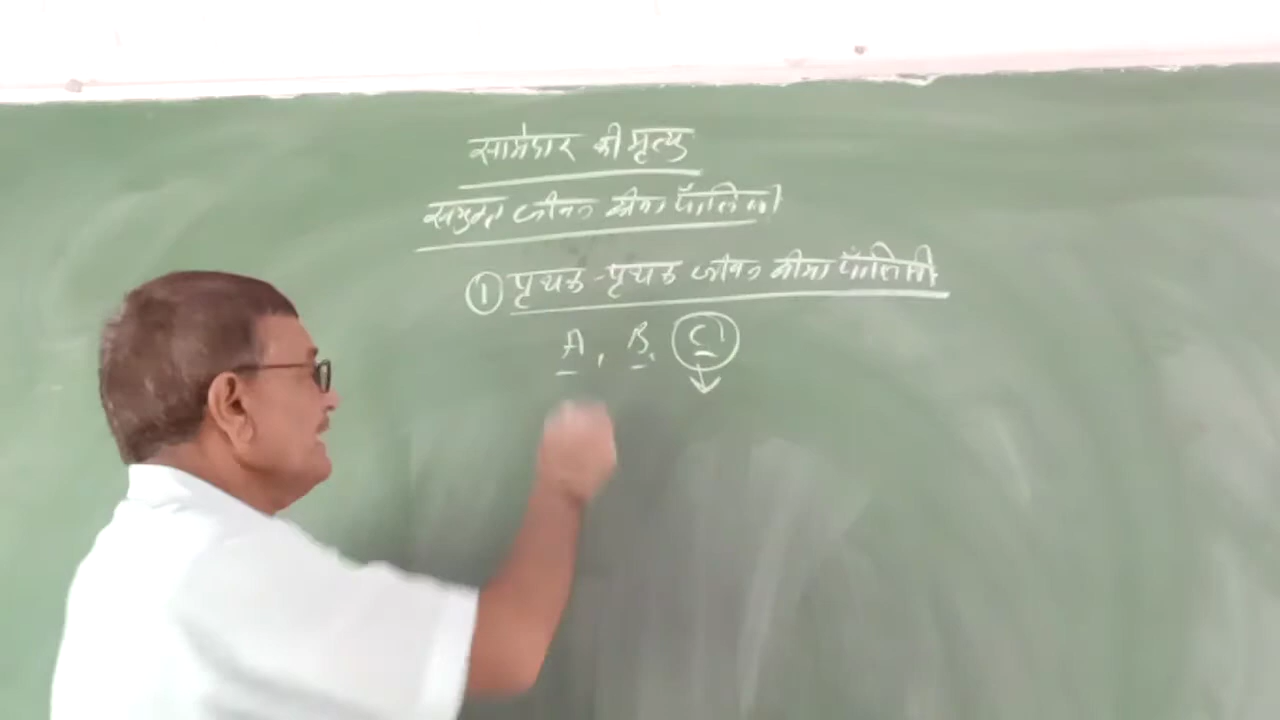 साझेदार की मृत्यु
संयुक्त जीवन बीमा पॉलिसी
① पृथक-पृथक जीवन बीमा पॉलिसी
A, B, C